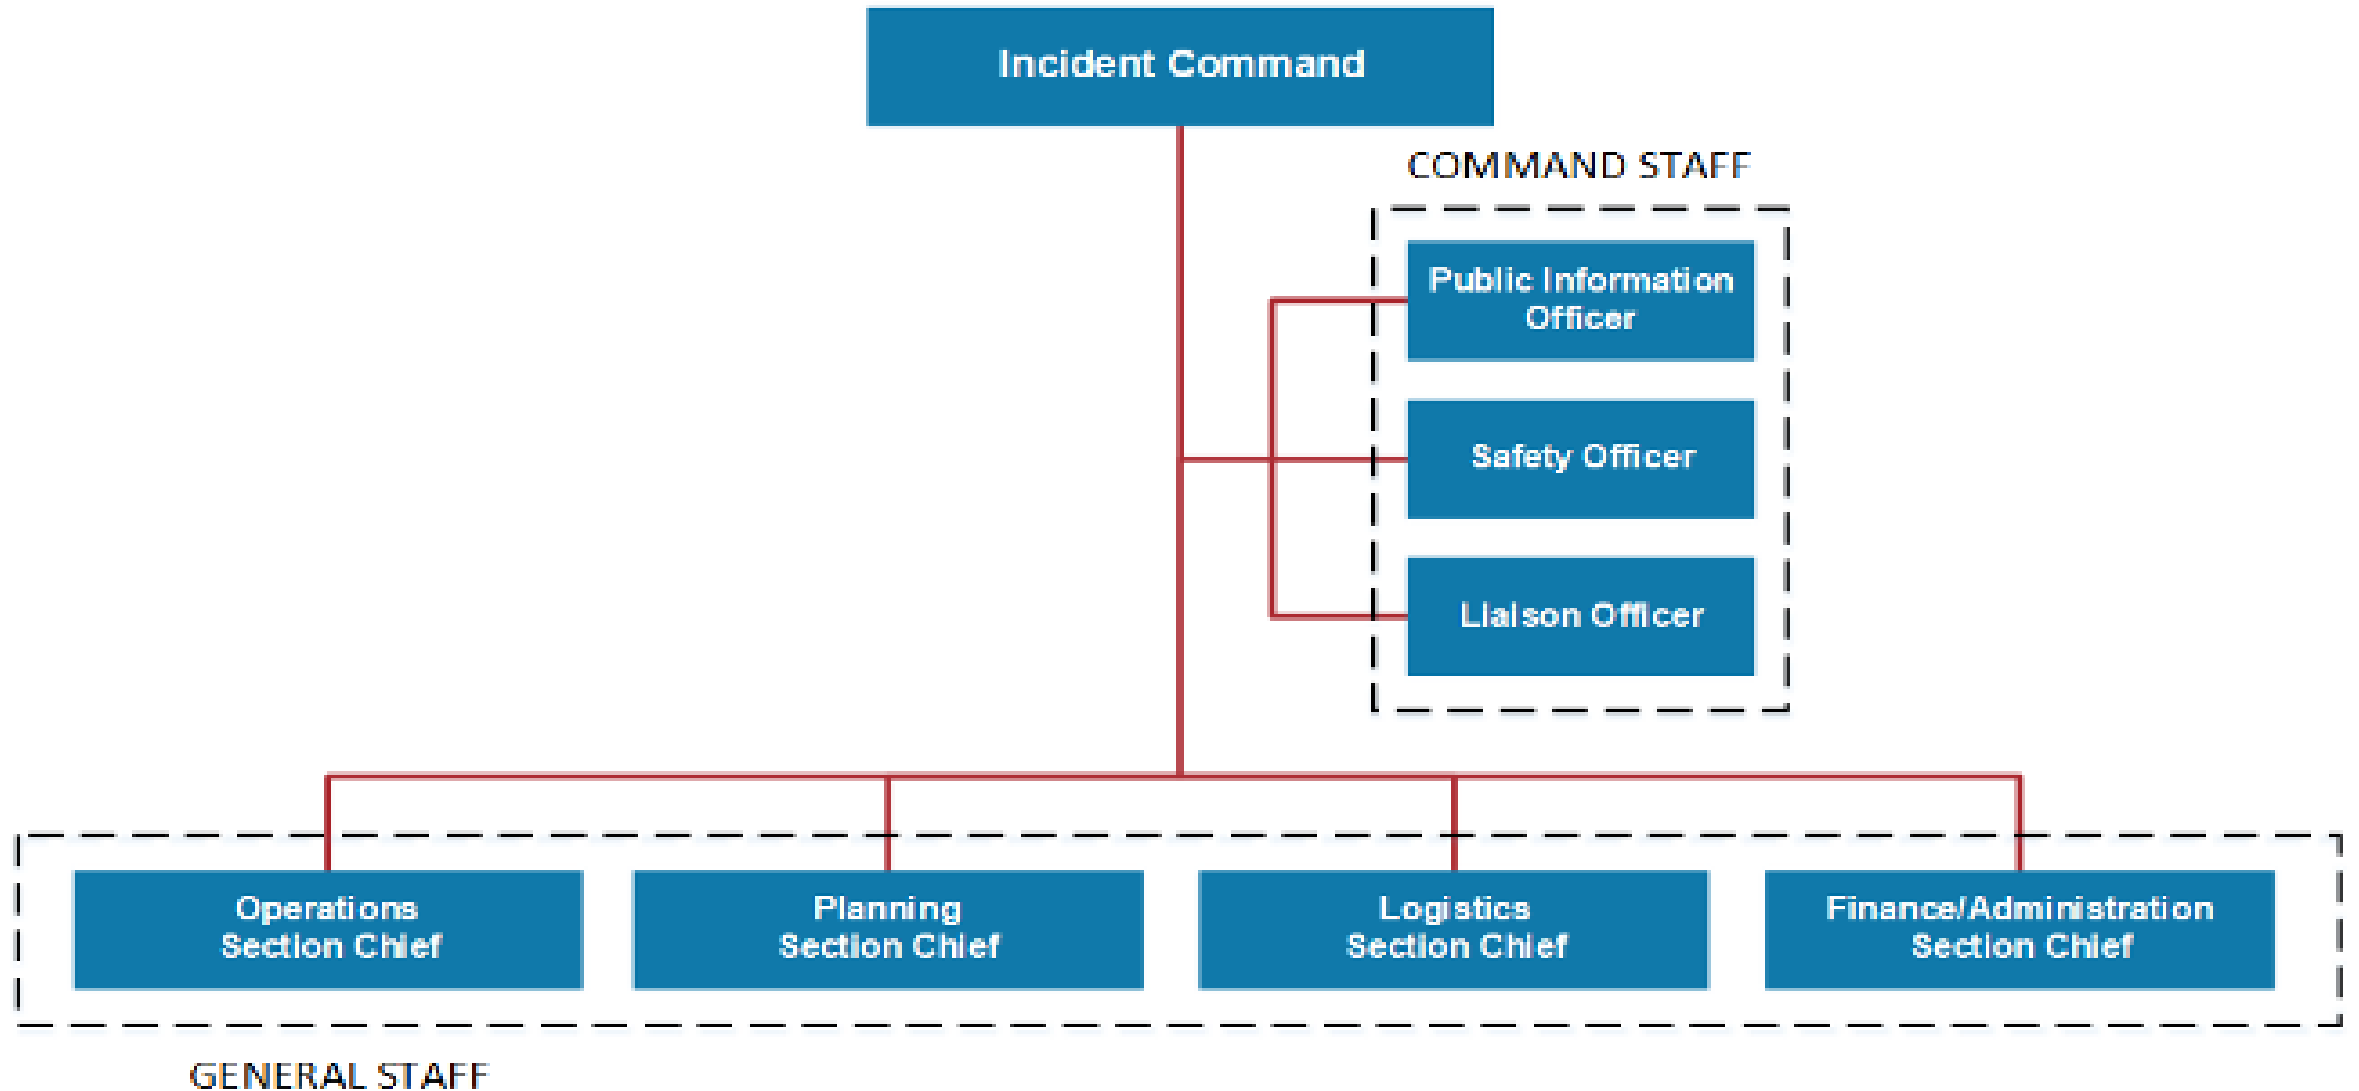 Incident Command
COMMAND STAFF
Public Information
Officer
Safety Officer
Liaison Officer
Operations
Section Chief
Planning
Section Chief
Logistics
Section Chief
Finance/Administration
Section Chief
GENERAL STAFF